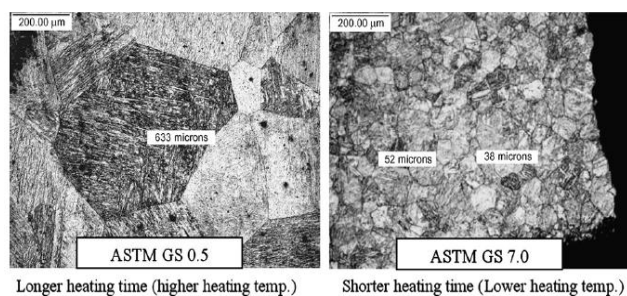 200.00 μm
633 microns
ASTM GS 0.5
Longer heating time (higher heating temp.)
200.00 μm
52 microns
38 microns
ASTM GS 7.0
Shorter heating time (Lower heating temp.)